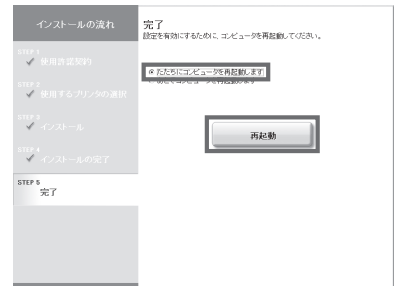 インストールの流れ
STEP 1
使用許諾契約
STEP 2
使用するプリンタの選択
STEP 3
インストール
STEP 4
インストールの完了
STEP 5
完了
完了
設定を有効にするために、コンピュータを再起動してください。
ただちにコンピュータを再起動します
再起動